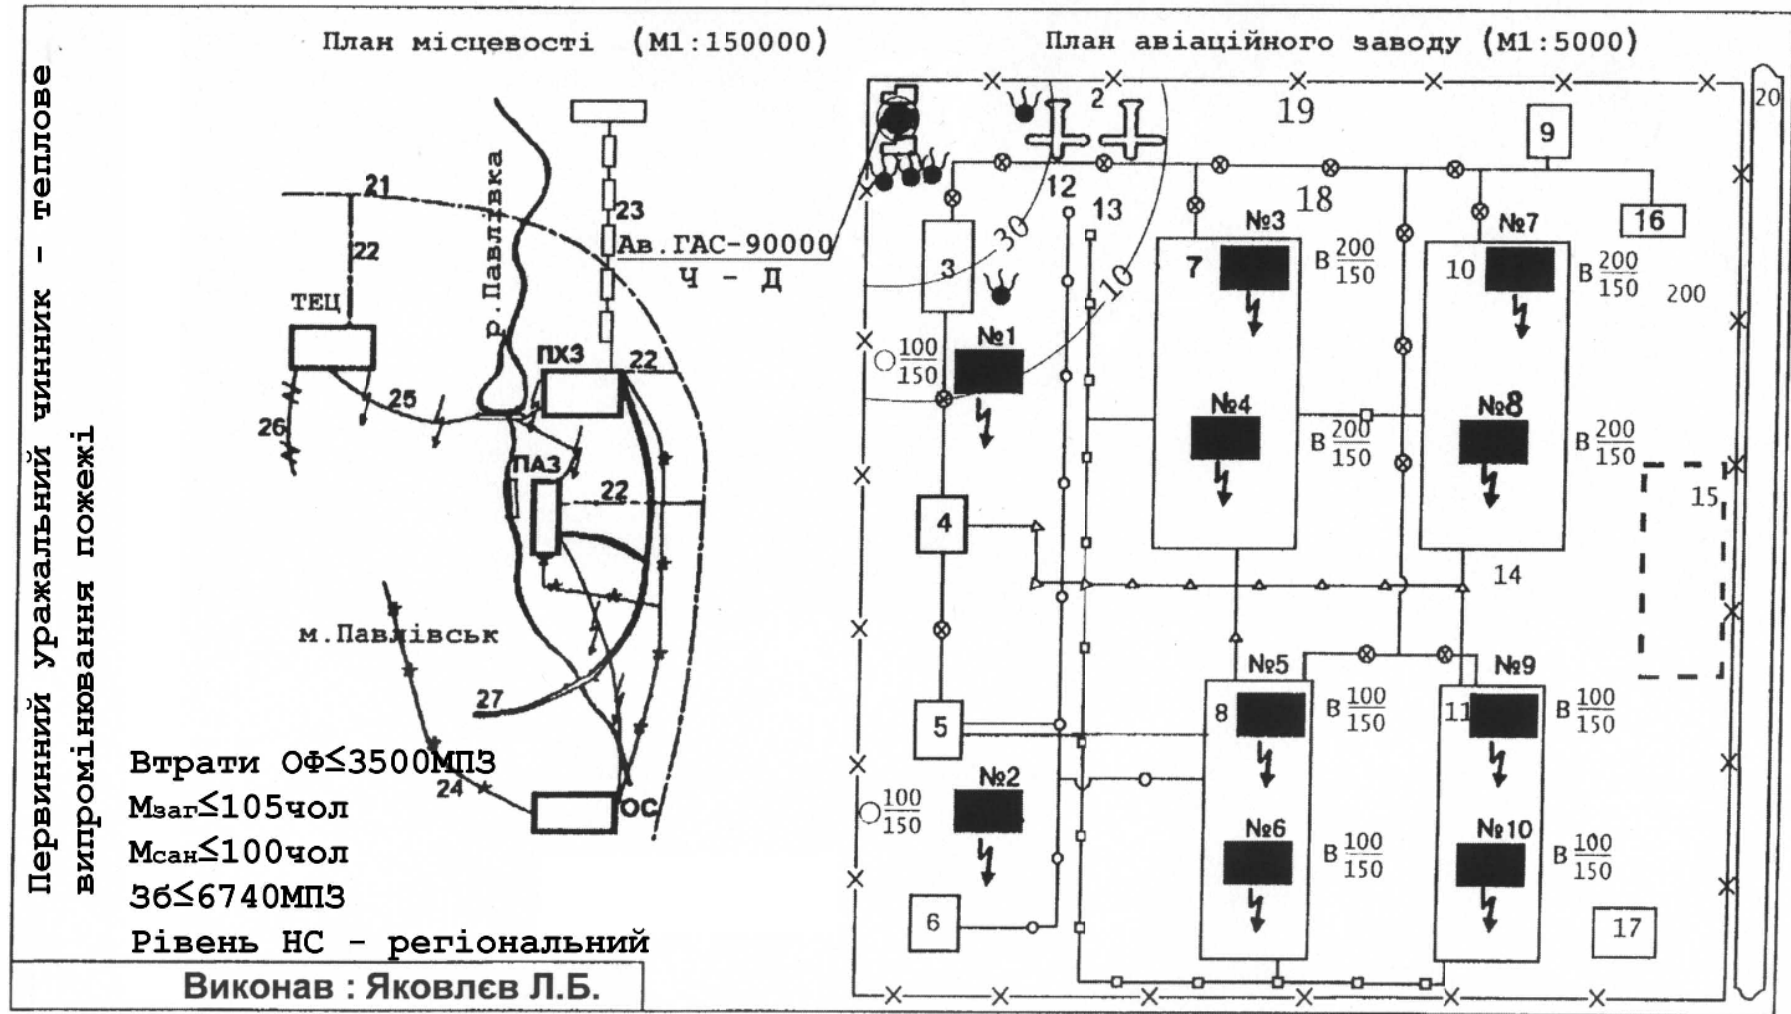 Первинний уражальний чинник - теплове
випромінювання пожежі
План місцевості (М1:150000)
План авіаційного заводу (М1:5000)
21
22
р.Павлівка
23
ТЕЦ
ПХЗ
22
25
26
ПАЗ
22
м.Павлівськ
27
24
ОС
Ав.ГАС-90000
Ч - Д
Втрати ОФ≤3500МПЗ
Мзаг≤105чол
Мсан≤100чол
Зб≤6740МПЗ
Рівень НС - регіональний
Виконав : Яковлєв Л.Б.
2
19
20
9
12
13
18
16
3
30
10
№3
7
В 200/150
№7
10
В 200/150
200
№1
100/150
№4
В 200/150
№8
В 200/150
15
4
14
5
№5
8
В 100/150
№9
11
В 100/150
№2
100/150
№6
В 100/150
№10
В 100/150
6
17